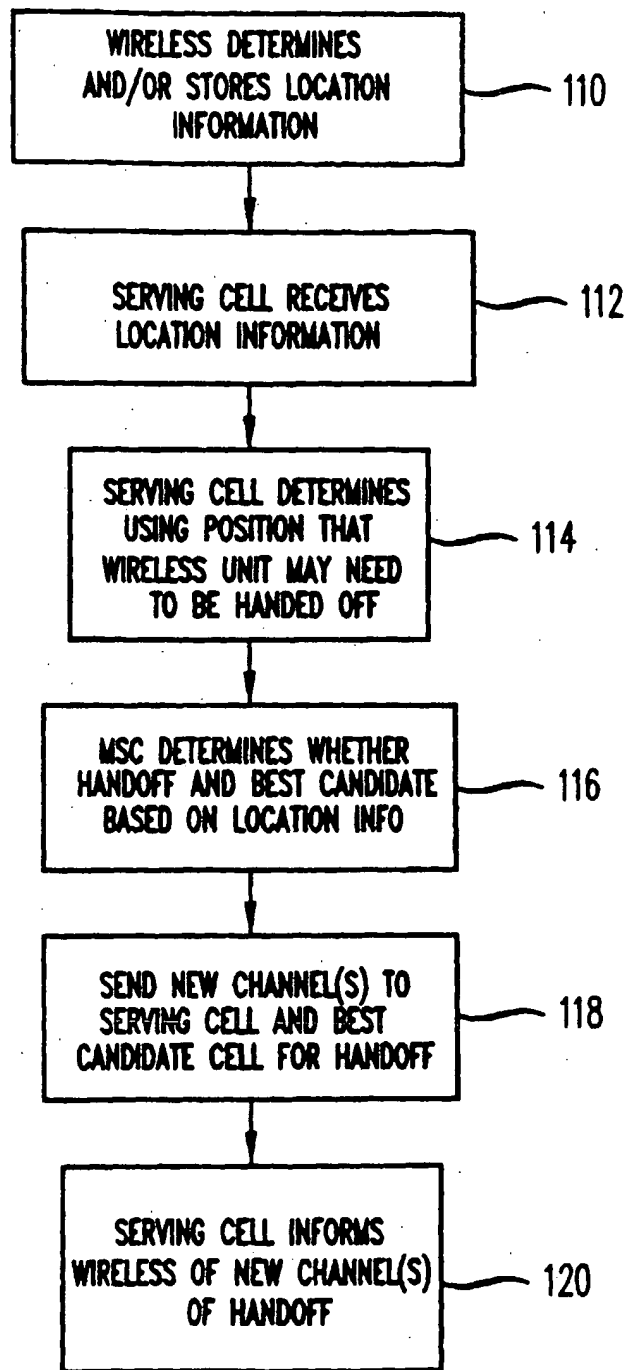 WIRELESS DETERMINES
AND/OR STORES LOCATION
INFORMATION
110
SERVING CELL RECEIVES
LOCATION INFORMATION
112
SERVING CELL DETERMINES
USING POSITION THAT
WIRELESS UNIT MAY NEED
TO BE HANDED OFF
114
MSC DETERMINES WHETHER
HANDOFF AND BEST CANDIDATE
BASED ON LOCATION INFO
116
SEND NEW CHANNEL(S) TO
SERVING CELL AND BEST
CANDIDATE CELL FOR HANDOFF
118
SERVING CELL INFORMS
WIRELESS OF NEW CHANNEL(S)
OF HANDOFF
120